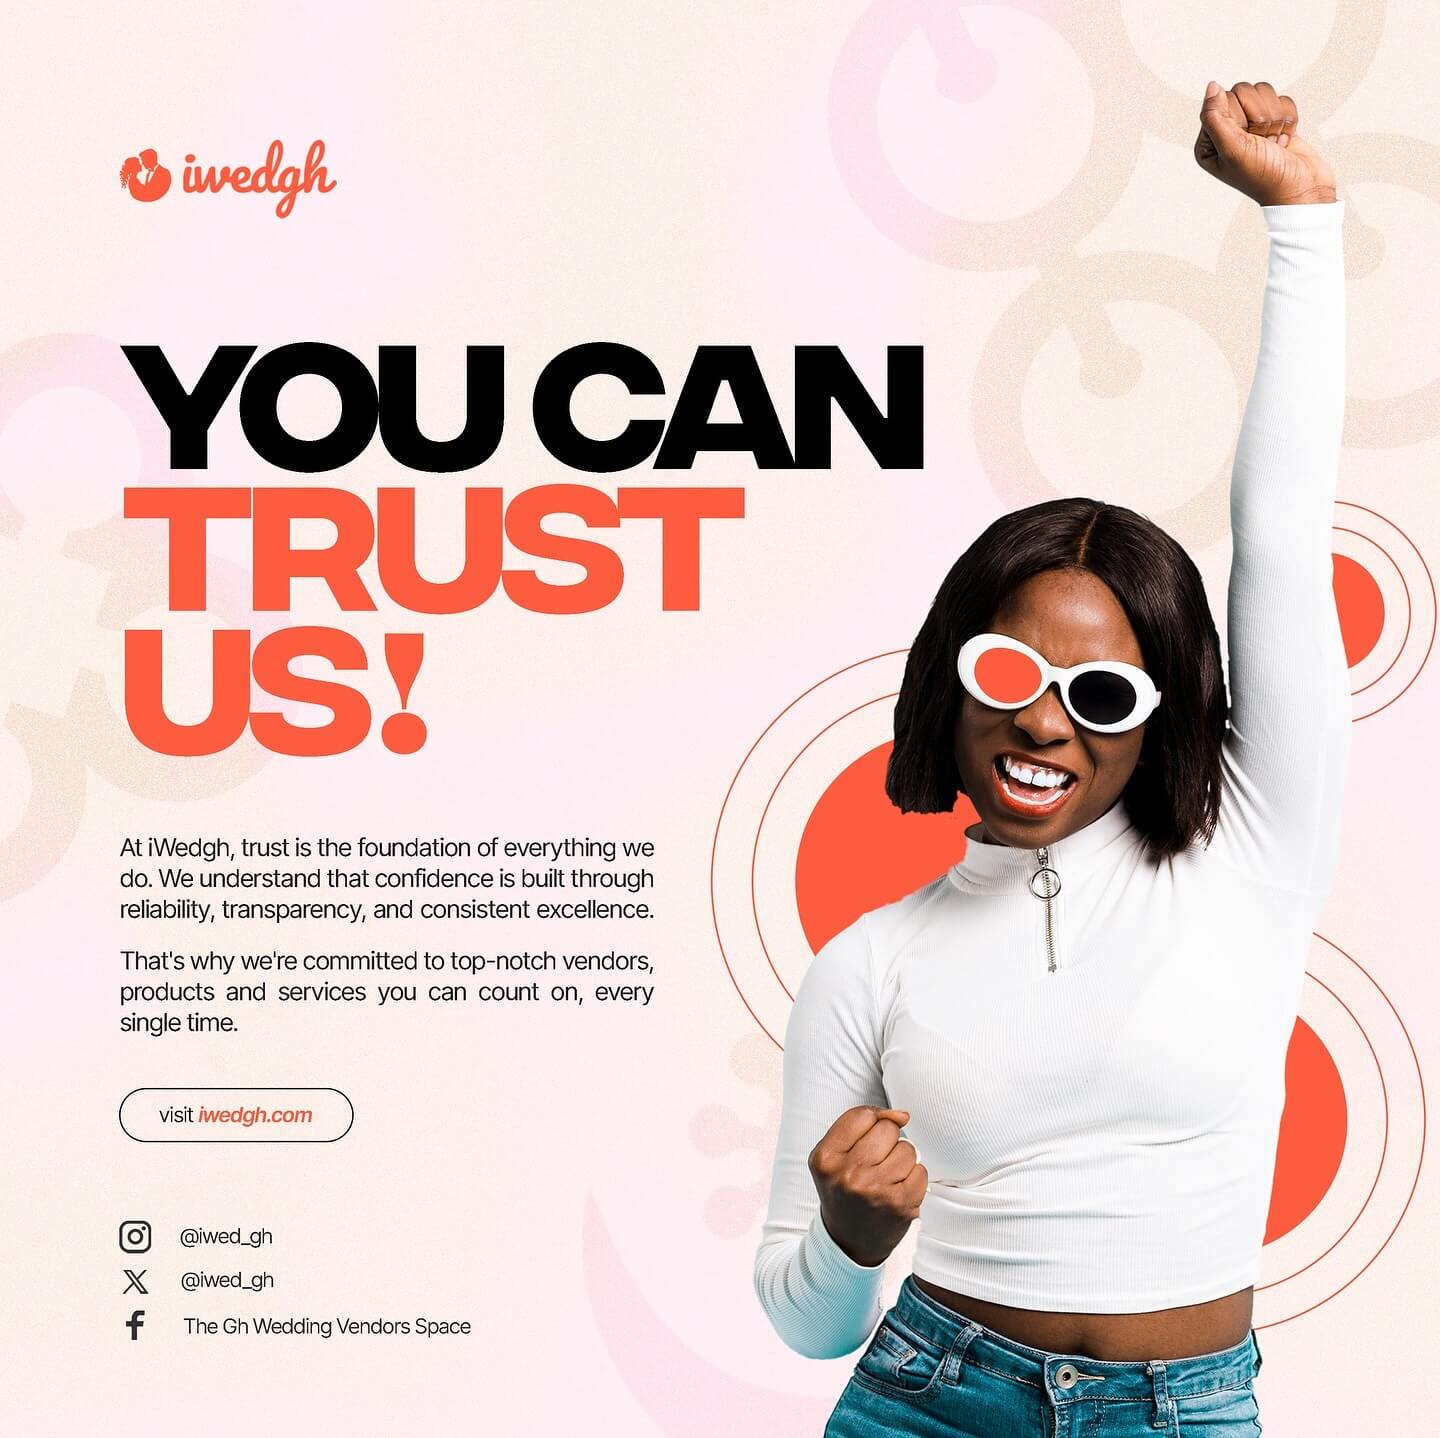 iwedgh
YOU CAN
TRUST
US!
At iWedgh, trust is the foundation of everything we
do. We understand that confidence is built through
reliability, transparency, and consistent excellence.
That's why we're committed to top-notch vendors,
products and services you can count on, every
single time.
visit iwedgh.com
@iwed_gh
@iwed_gh
The Gh Wedding Vendors Space